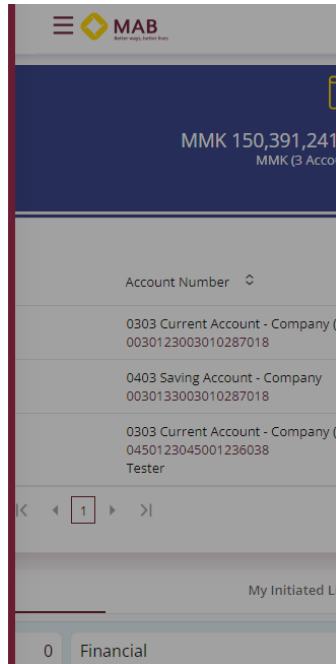 MAB
Better ways, better lives
MMK 150,391,241
MMK (3 Acco
Account Number
0303 Current Account - Company (
0030123003010287018
0403 Saving Account - Company
0030133003010287018
0303 Current Account - Company (
0450123045001236038
Tester
1
My Initiated L
0 Financial